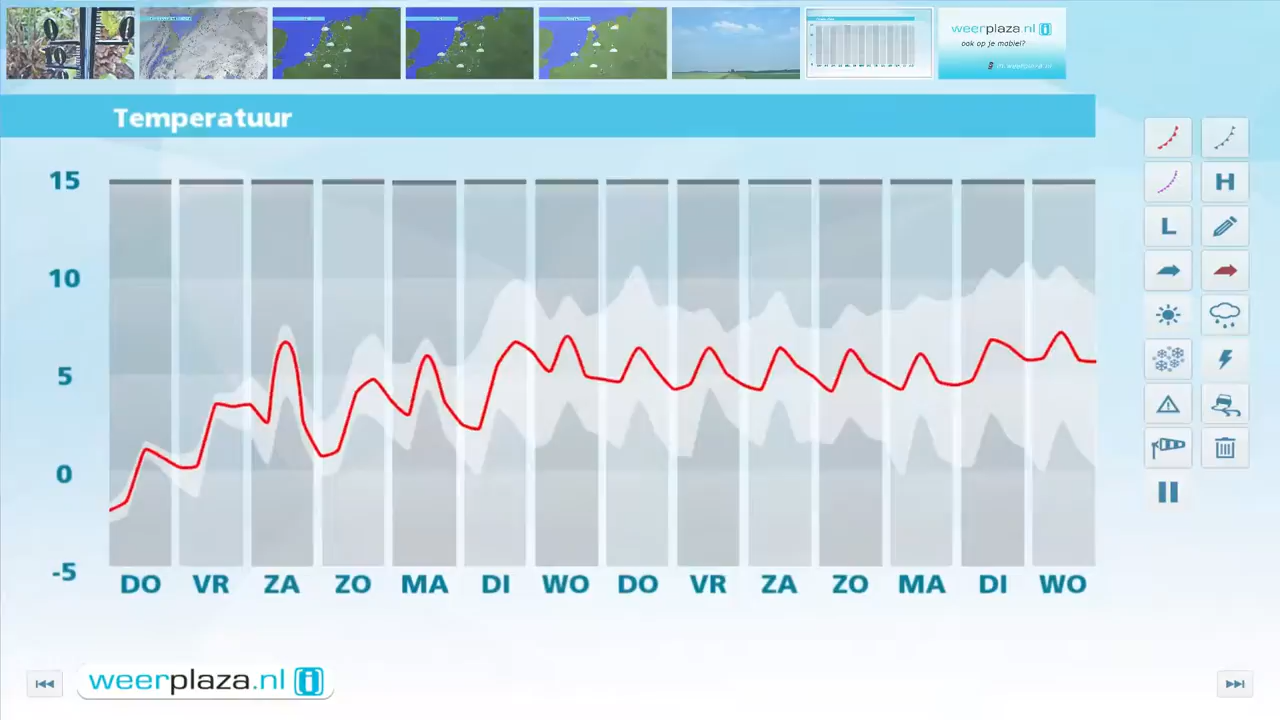 weerplaza.nl i
ook op je mobiel?
Temperatuur
15
10
5
0
-5
H
L
DO VR ZA ZO MA DI WO DO VR ZA ZO MA DI WO
weerplaza.nl i